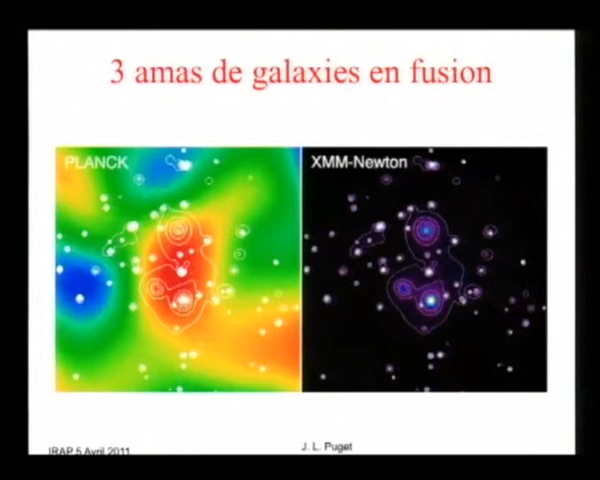 3 amas de galaxies en fusion
PLANCK
XMM-Newton
IRAP 5 Avril 2011
J. L. Puget